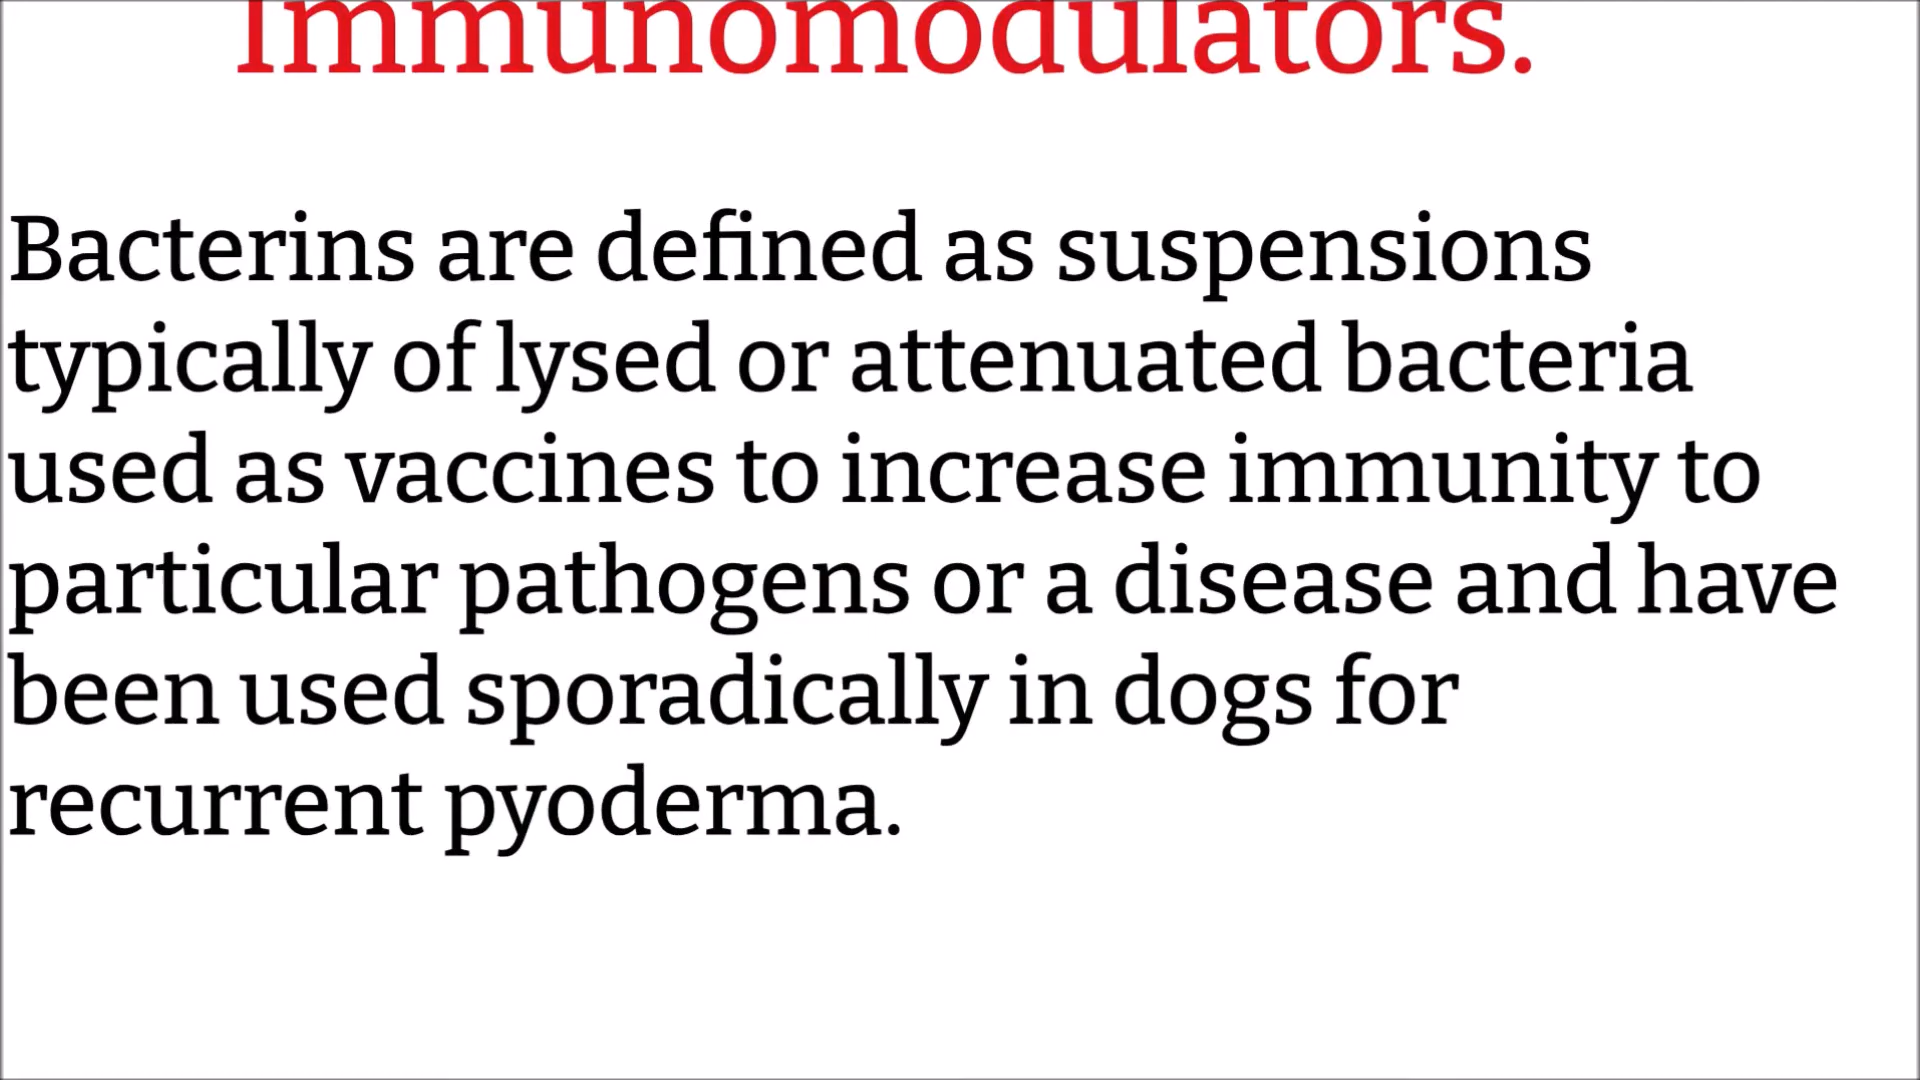 Immunomodulators.
Bacterins are defined as suspensions
typically of lysed or attenuated bacteria
used as vaccines to increase immunity to
particular pathogens or a disease and have
been used sporadically in dogs for
recurrent pyoderma.